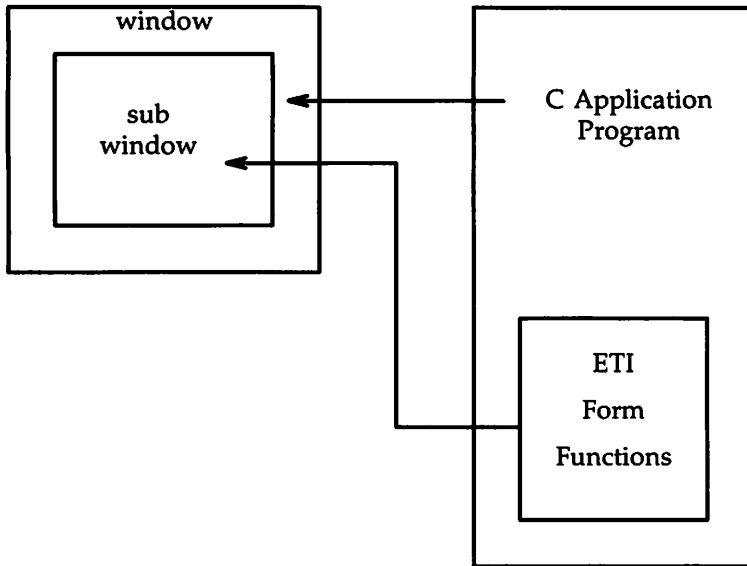 window
sub
window
C Application
Program
ETI
Form
Functions